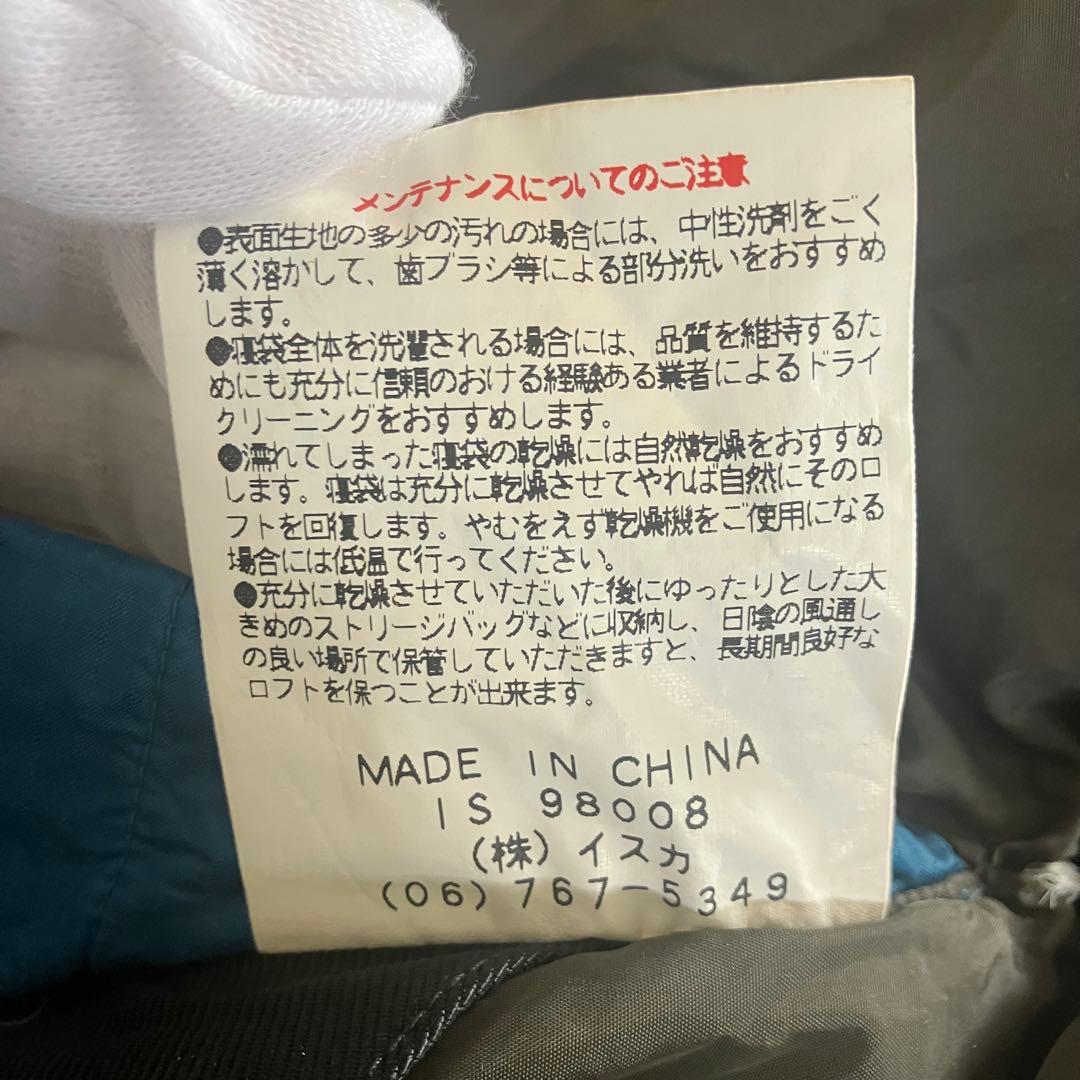 メンテナンスについてのご注意
●表面生地の多少の汚れの場合には、中性洗剤をごく
薄く溶かして、歯ブラシ等による部分洗いをおすすめ
します。
●寝袋全体を洗濯される場合には、品質を維持するた
めにも充分に信頼のおける経験ある業者によるドライ
クリーニングをおすすめします。
●濡れてしまった寝袋の乾燥には自然乾燥をおすすめ
します。寝袋は充分に乾燥させてやれば自然にそのロ
フトを回復します。やむをえず乾燥機をご使用になる
場合には低温で行ってください。
●充分に乾燥させていただいた後にゆったりとした大
きめのストリージバッグなどに収納し、日陰の風通し
の良い場所で保管していただきますと、長期間良好な
ロフトを保つことが出来ます。
MADE IN CHINA
IS 98008
(株)イスカ
(06)767-5349